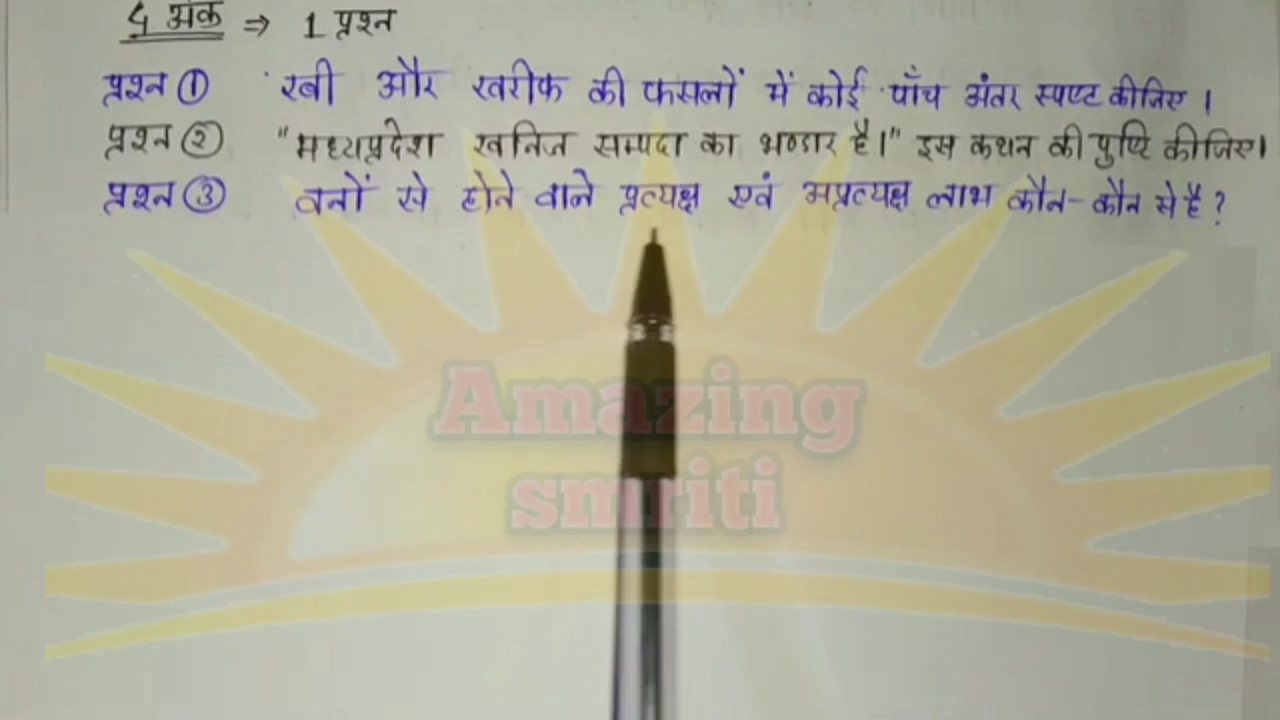 5 अंक ⇒ 1 प्रश्न
प्रश्न ① रबी और खरीफ की फसलों में कोई पाँच अंतर स्पष्ट कीजिए।
प्रश्न ② "मध्यप्रदेश खनिज सम्पदा का भण्डार है।" इस कथन की पुष्टि कीजिए।
प्रश्न ③ वनों से होने वाले प्रत्यक्ष एवं अप्रत्यक्ष लाभ कौन-कौन से है?
Amazing
smriti